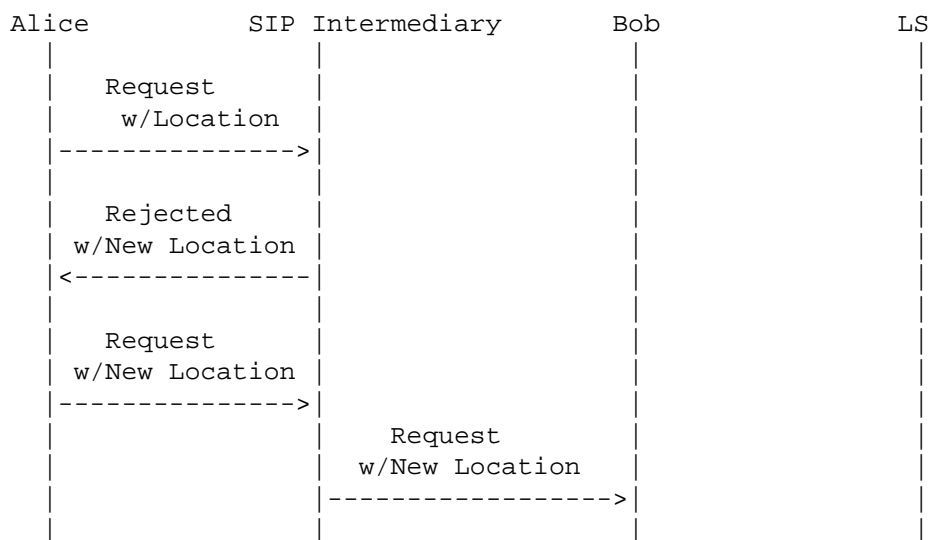 Alice SIP Intermediary Bob LS
Request
w/Location
Rejected
w/New Location
Request
w/New Location
Request
w/New Location